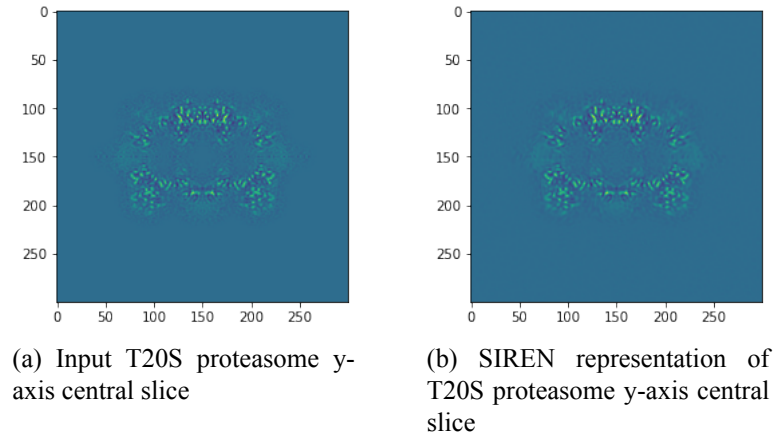 0
50
100
150
200
250
0 50 100 150 200 250
(a) Input T20S proteasome y-
axis central slice
0
50
100
150
200
250
0 50 100 150 200 250
(b) SIREN representation of
T20S proteasome y-axis central
slice